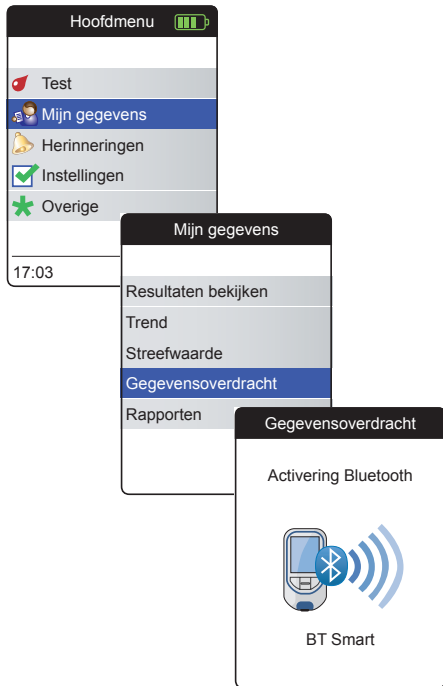 Hoofdmenu
Test
Mijn gegevens
Herinneringen
Instellingen
Overige
17:03
Mijn gegevens
Resultaten bekijken
Trend
Streefwaarde
Gegevensoverdracht
Rapporten
Gegevensoverdracht
Activering Bluetooth
BT Smart